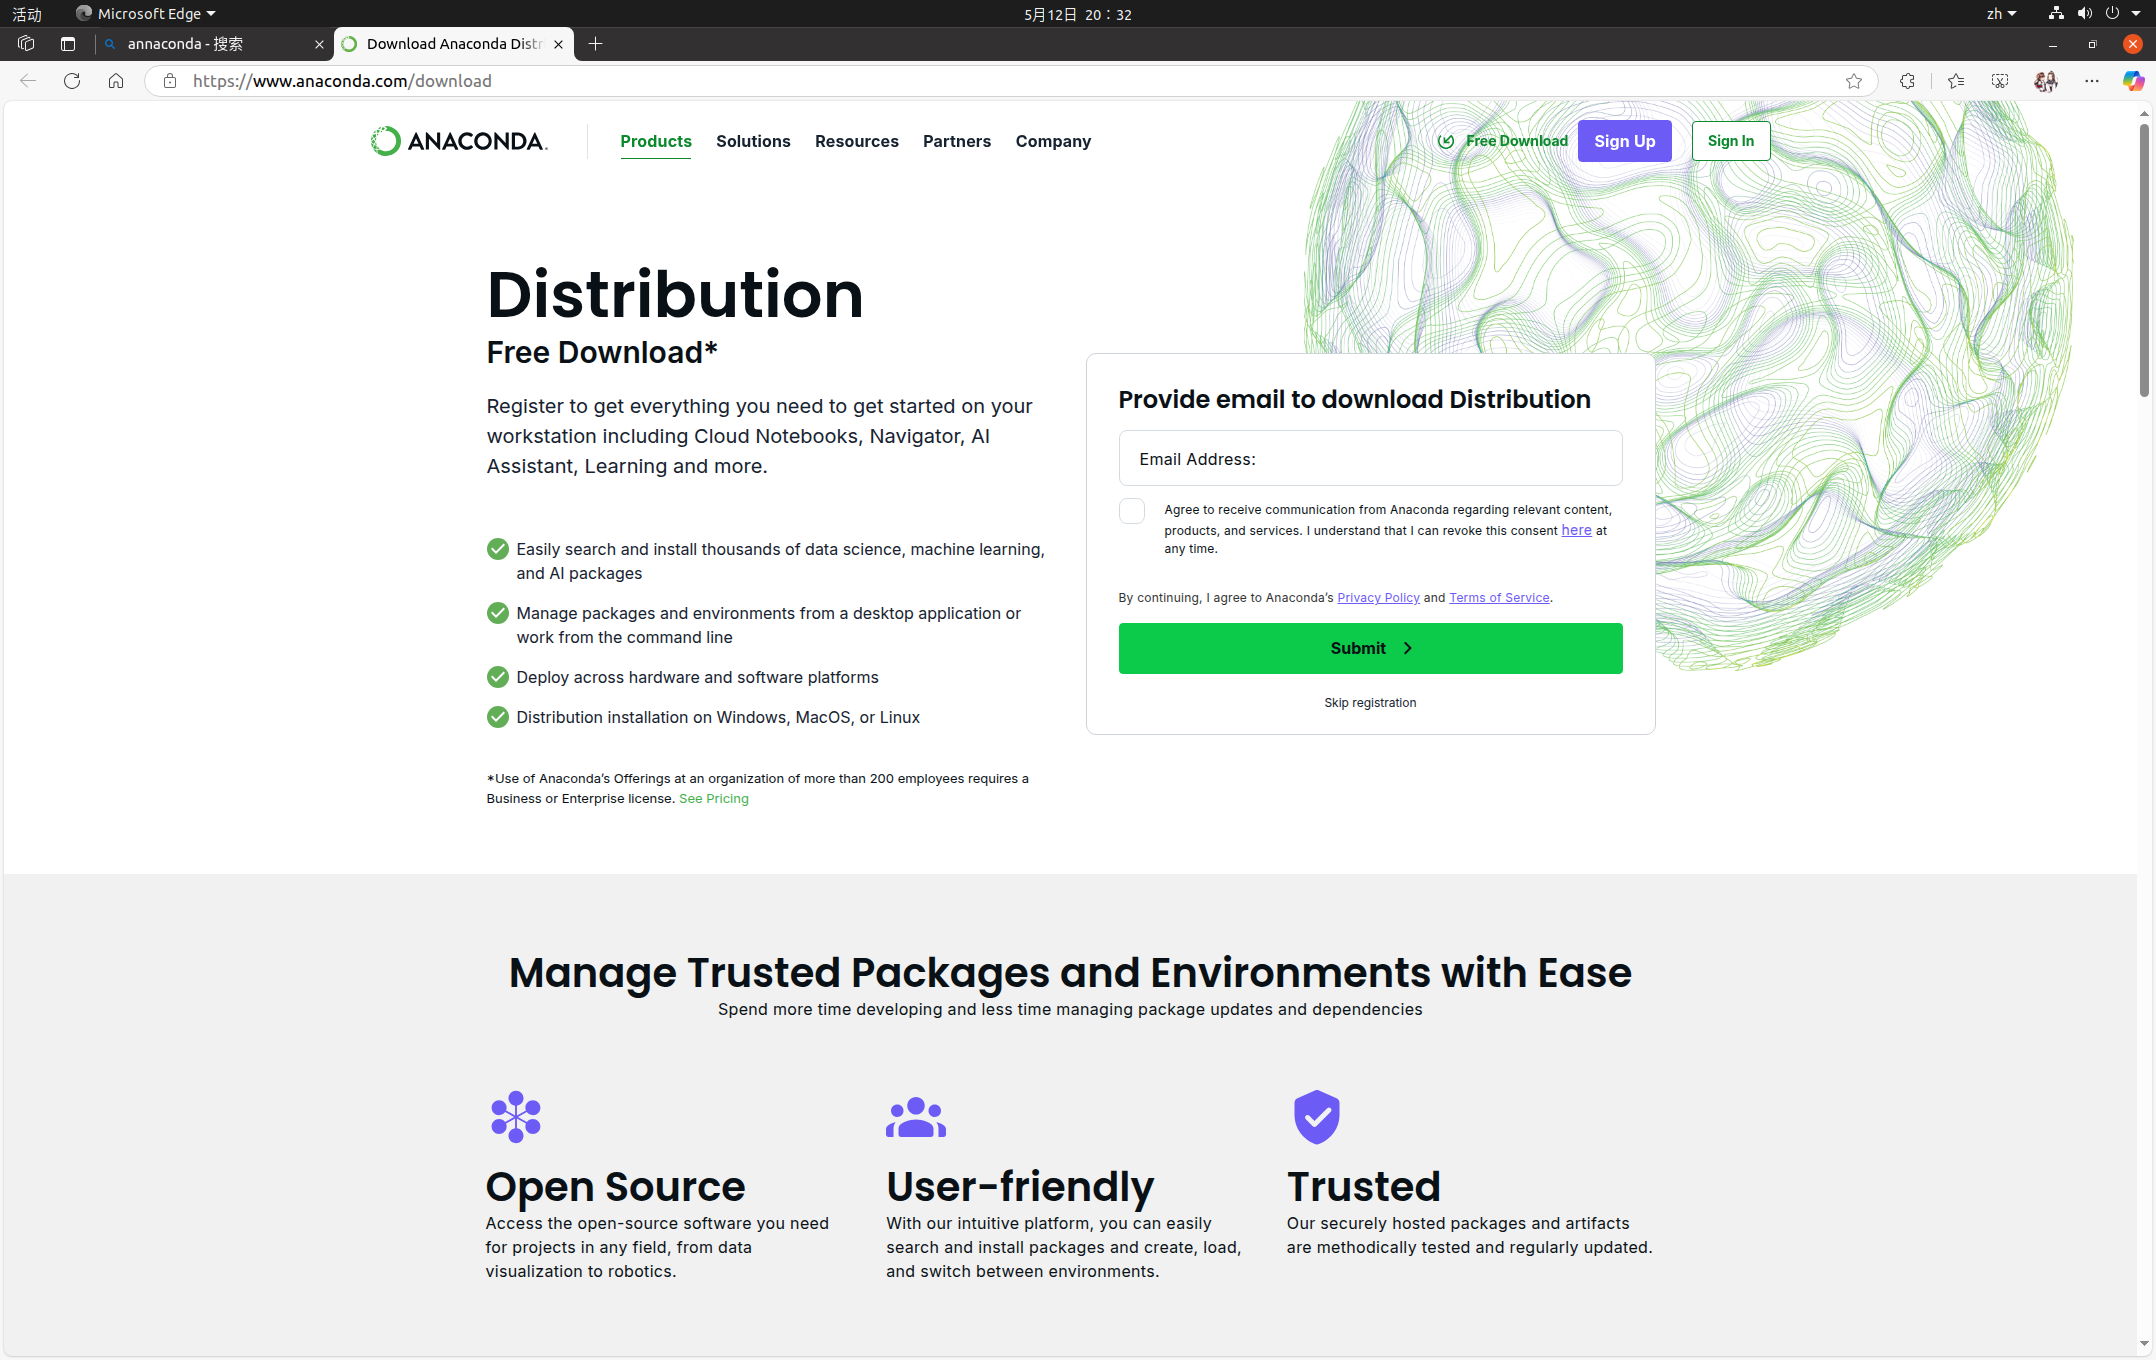 活动
Microsoft Edge
5月12日 20：32
zh
annaconda - 搜索
Download Anaconda Distr
https://www.anaconda.com/download
ANACONDA.
Products
Solutions
Resources
Partners
Company
Free Download
Sign Up
Sign In
Distribution
Free Download*
Register to get everything you need to get started on your
workstation including Cloud Notebooks, Navigator, AI
Assistant, Learning and more.
Easily search and install thousands of data science, machine learning,
and AI packages
Manage packages and environments from a desktop application or
work from the command line
Deploy across hardware and software platforms
Distribution installation on Windows, MacOS, or Linux
*Use of Anaconda’s Offerings at an organization of more than 200 employees requires a
Business or Enterprise license. See Pricing
Provide email to download Distribution
Email Address:
Agree to receive communication from Anaconda regarding relevant content,
products, and services. I understand that I can revoke this consent here at
any time.
By continuing, I agree to Anaconda’s Privacy Policy and Terms of Service.
Submit
Skip registration
Manage Trusted Packages and Environments with Ease
Spend more time developing and less time managing package updates and dependencies
Open Source
Access the open-source software you need
for projects in any field, from data
visualization to robotics.
User-friendly
With our intuitive platform, you can easily
search and install packages and create, load,
and switch between environments.
Trusted
Our securely hosted packages and artifacts
are methodically tested and regularly updated.